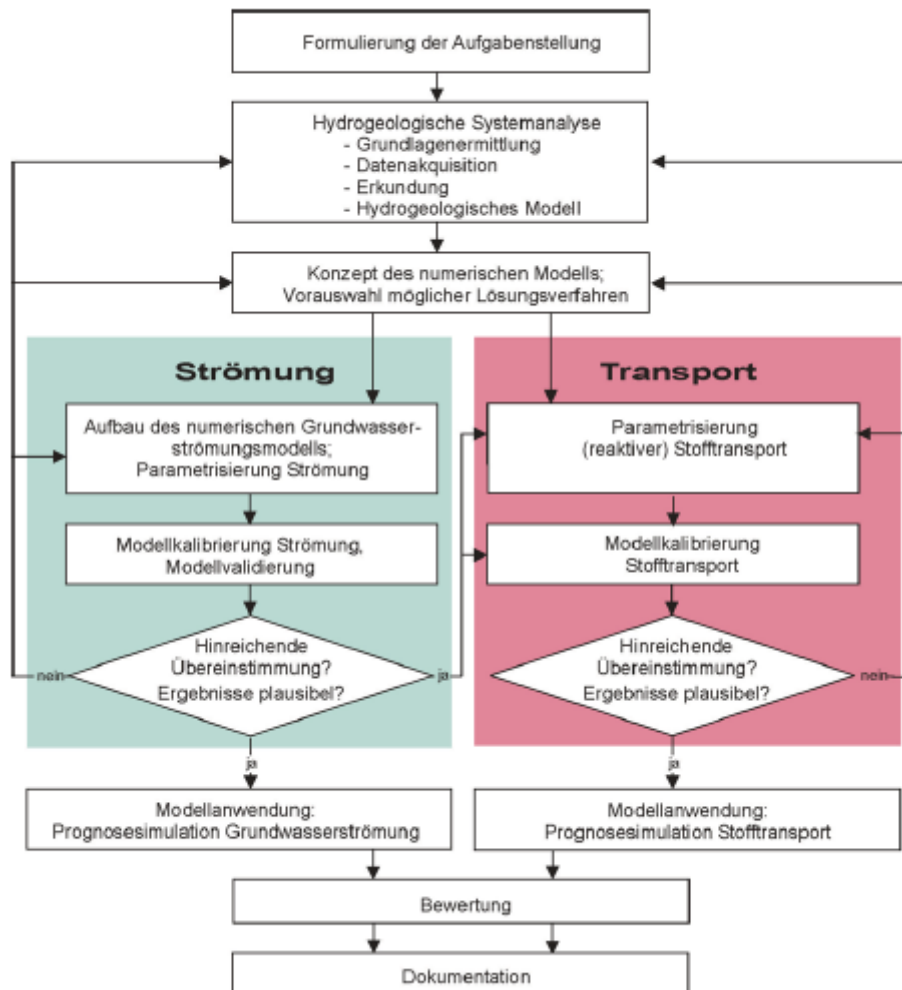 Formulierung der Aufgabenstellung
Hydrogeologische Systemanalyse
- Grundlagenermittlung
- Datenakquisition
- Erkundung
- Hydrogeologisches Modell
Konzept des numerischen Modells;
Vorauswahl möglicher Lösungsverfahren
Strömung
Aufbau des numerischen Grundwasser-
strömungsmodells;
Parametrisierung Strömung
Modellkalibrierung Strömung,
Modellvalidierung
Hinreichende
Übereinstimmung?
Ergebnisse plausibel?
nein
ja
ja
Transport
Parametrisierung
(reaktiver) Stofftransport
Modellkalibrierung
Stofftransport
Hinreichende
Übereinstimmung?
Ergebnisse plausibel?
nein
ja
Modellanwendung:
Prognosesimulation Grundwasserströmung
Modellanwendung:
Prognosesimulation Stofftransport
Bewertung
Dokumentation